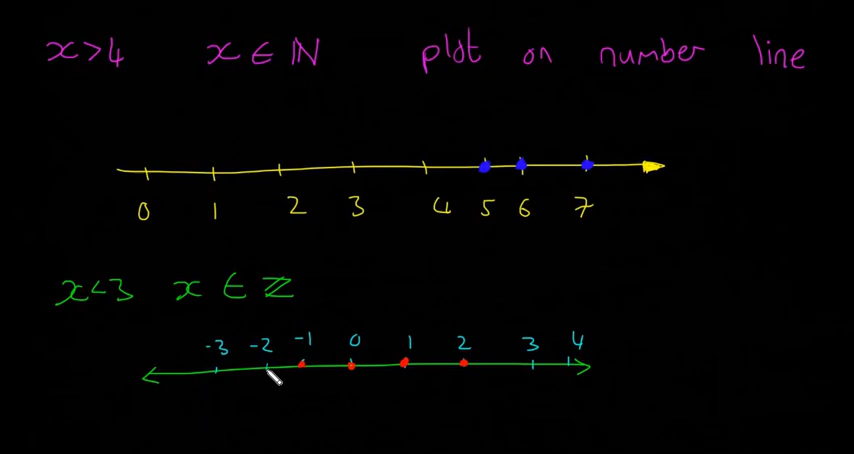 x>4 x ∈ ℕ plot on number line
0 1 2 3 4 5 6 7
x<3 x ∈ ℤ
-3 -2 -1 0 1 2 3 4